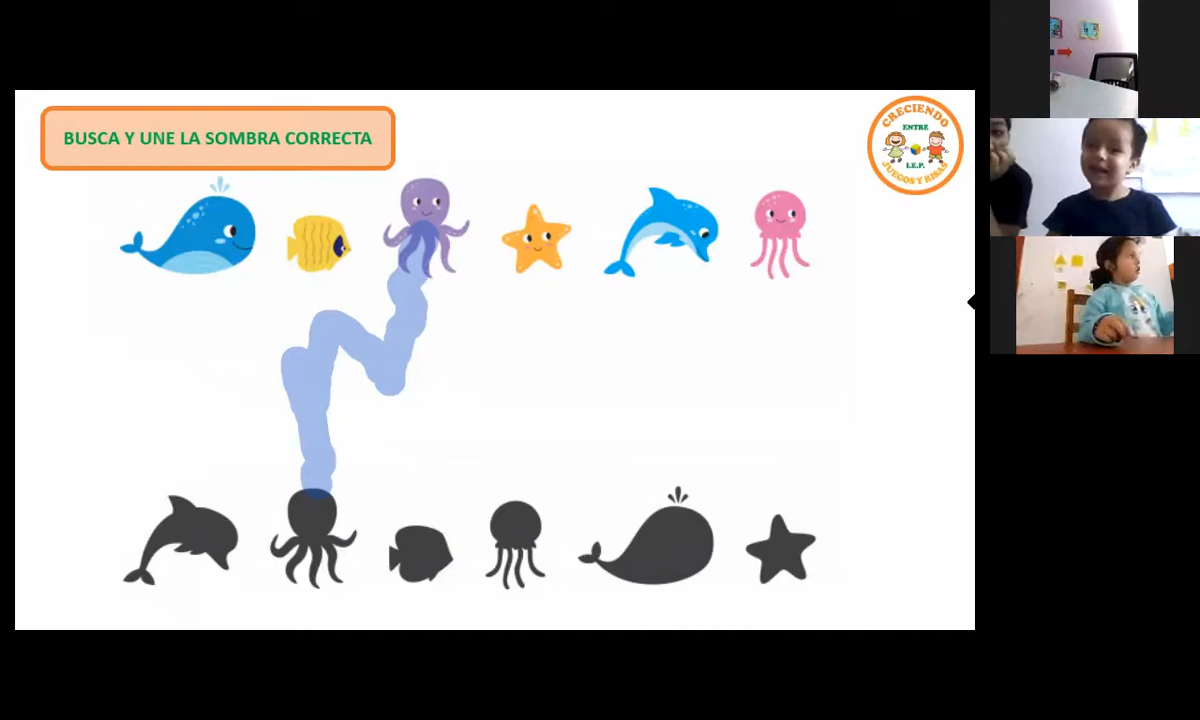 BUSCA Y UNE LA SOMBRA CORRECTA
CRECIENDO
ENTRE
I.E.P.
JUEGOS Y RISAS